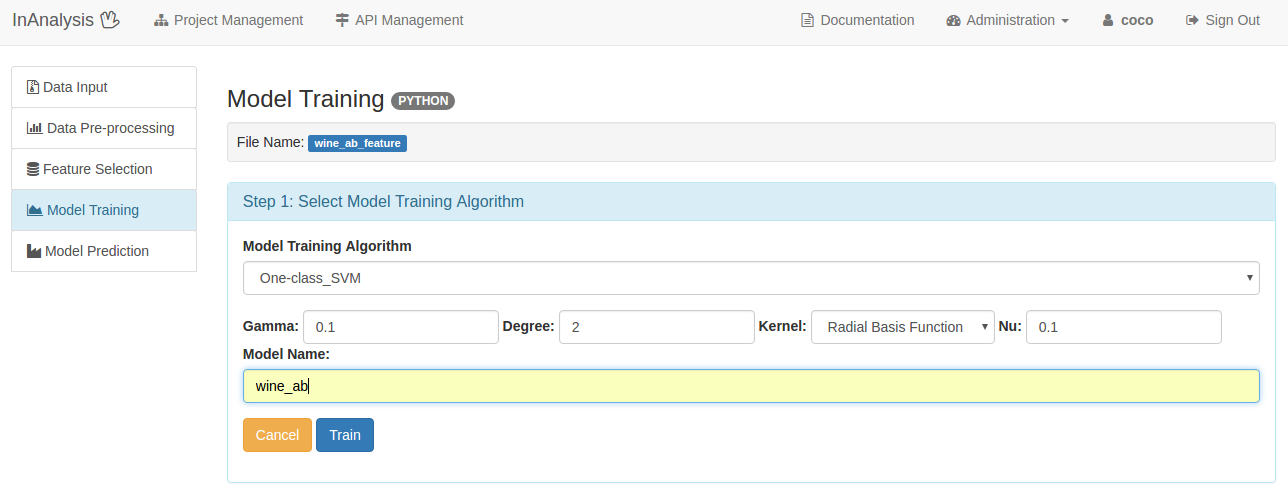 InAnalysis Project Management API Management Documentation Administration coco Sign Out
Data Input
Data Pre-processing
Feature Selection
Model Training
Model Prediction
Model Training PYTHON
File Name: wine_ab_feature
Step 1: Select Model Training Algorithm
Model Training Algorithm
One-class_SVM
Gamma: 0.1 Degree: 2 Kernel: Radial Basis Function Nu: 0.1
Model Name:
wine_ab
Cancel Train